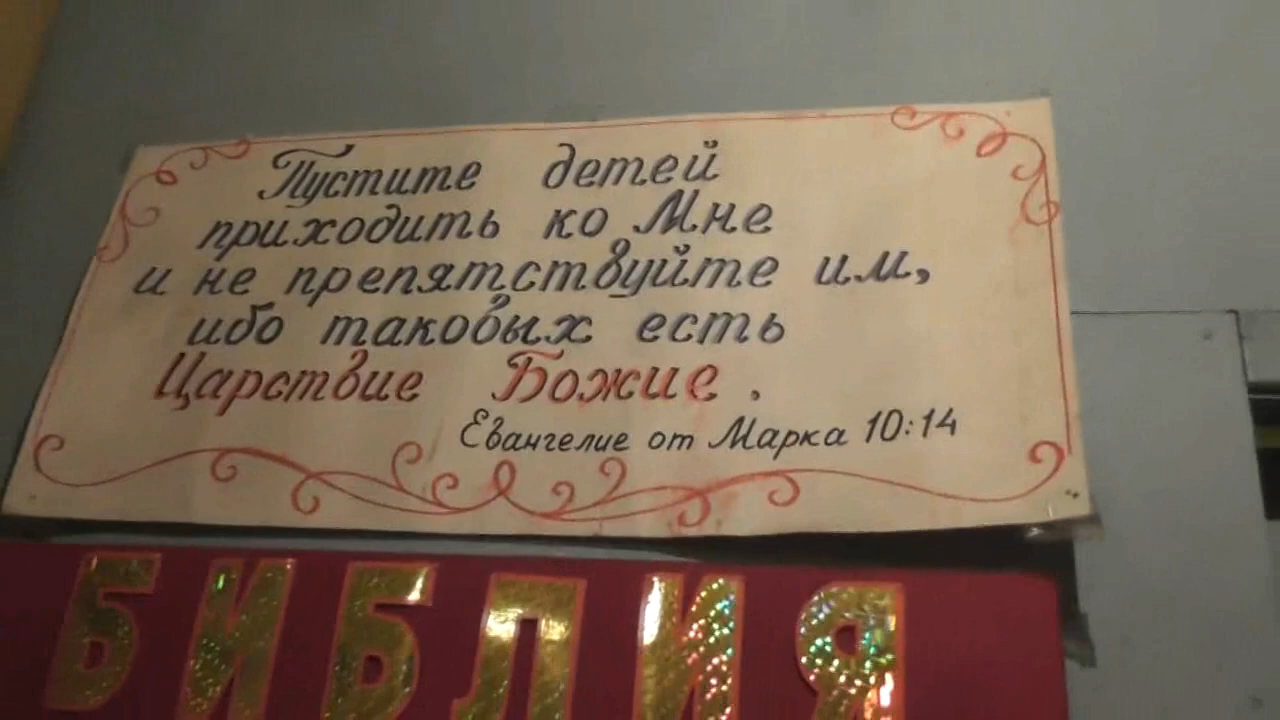 Пустите детей
приходить ко Мне
и не препятствуйте им,
ибо таковых есть
Царствие Божие.
Евангелие от Марка 10:14
БИБЛИЯ